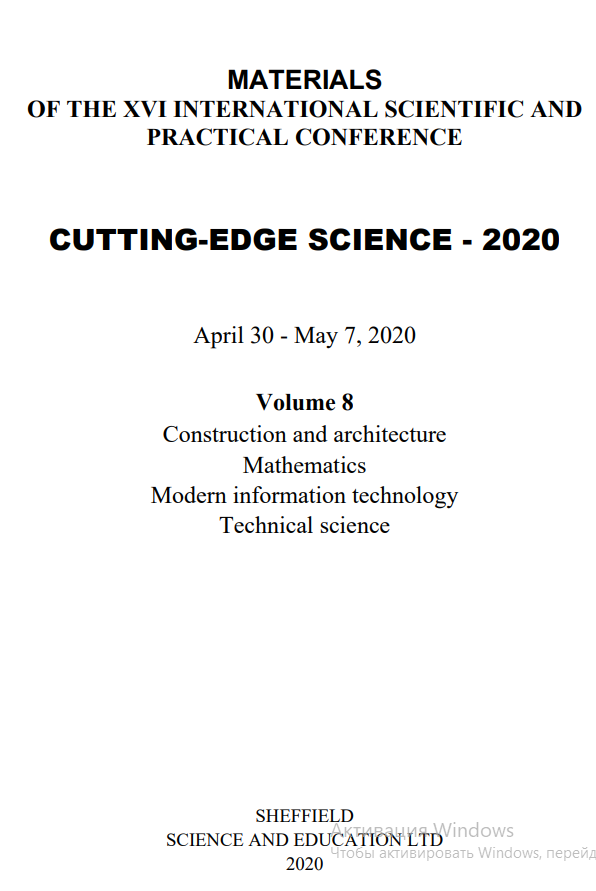 MATERIALS
OF THE XVI INTERNATIONAL SCIENTIFIC AND
PRACTICAL CONFERENCE
CUTTING-EDGE SCIENCE - 2020
April 30 - May 7, 2020
Volume 8
Construction and architecture
Mathematics
Modern information technology
Technical science
SHEFFIELD
Активация Windows
SCIENCE AND EDUCATION LTD
Чтобы активировать Windows, перейд
2020